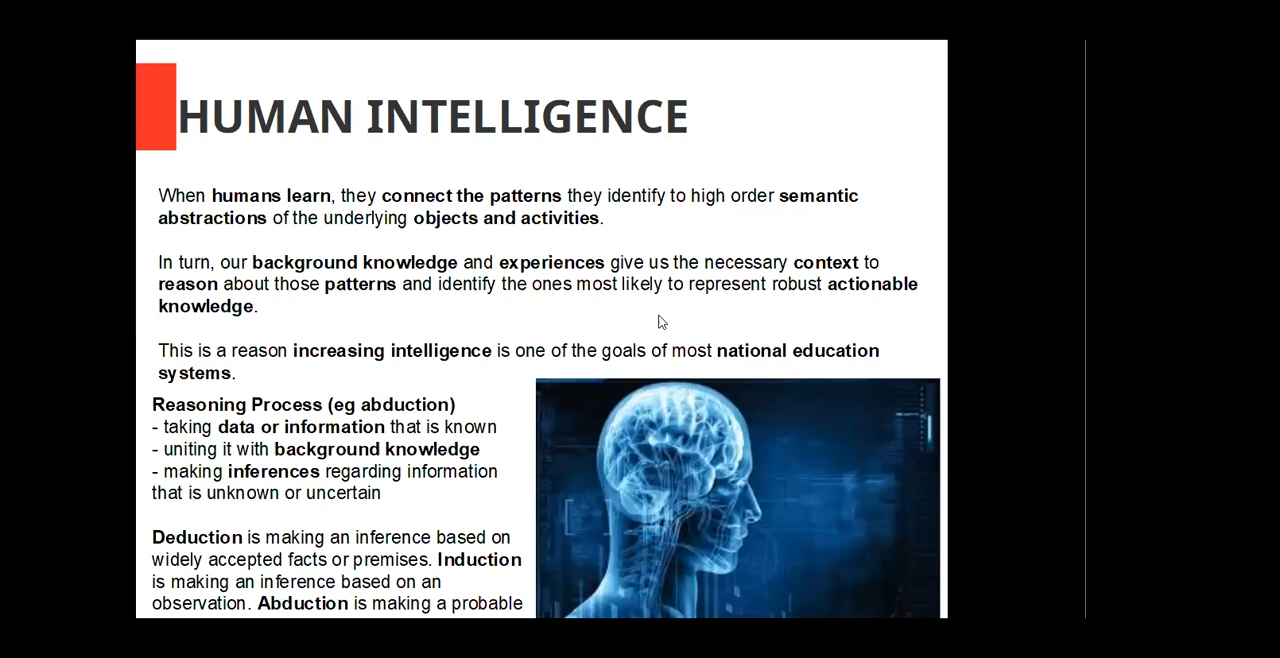 HUMAN INTELLIGENCE
When humans learn, they connect the patterns they identify to high order semantic
abstractions of the underlying objects and activities.
In turn, our background knowledge and experiences give us the necessary context to
reason about those patterns and identify the ones most likely to represent robust actionable
knowledge.
This is a reason increasing intelligence is one of the goals of most national education
systems.
Reasoning Process (eg abduction)
- taking data or information that is known
- uniting it with background knowledge
- making inferences regarding information
that is unknown or uncertain
Deduction is making an inference based on
widely accepted facts or premises. Induction
is making an inference based on an
observation. Abduction is making a probable